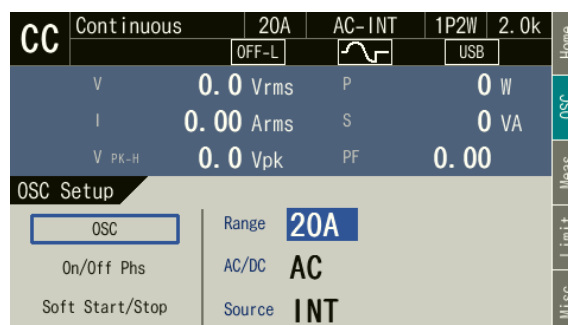 CC Continuous 20A AC-INT 1P2W 2.0k
OFF-L USB
V 0.0 Vrms P 0 W
I 0.00 Arms S 0 VA
V PK-H 0.0 Vpk PF 0.00
OSC Setup
OSC Range 20A
On/Off Phs AC/DC AC
Soft Start/Stop Source INT
Home
OSC
Meas
Limit
Misc